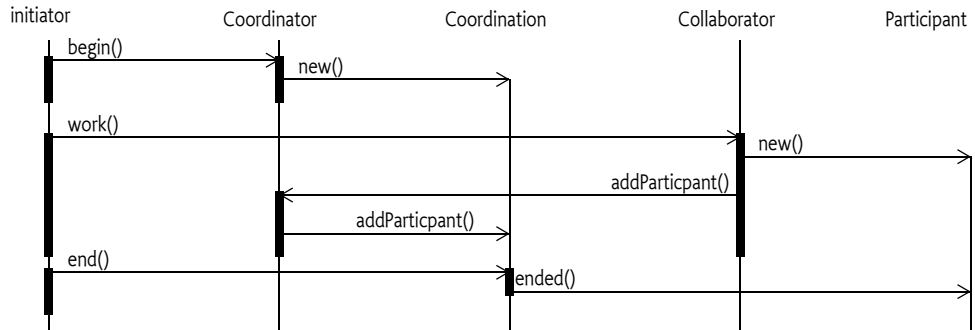 initiator
Coordinator
Coordination
Collaborator
Participant
begin()
new()
work()
new()
addParticpant()
addParticpant()
end()
ended()